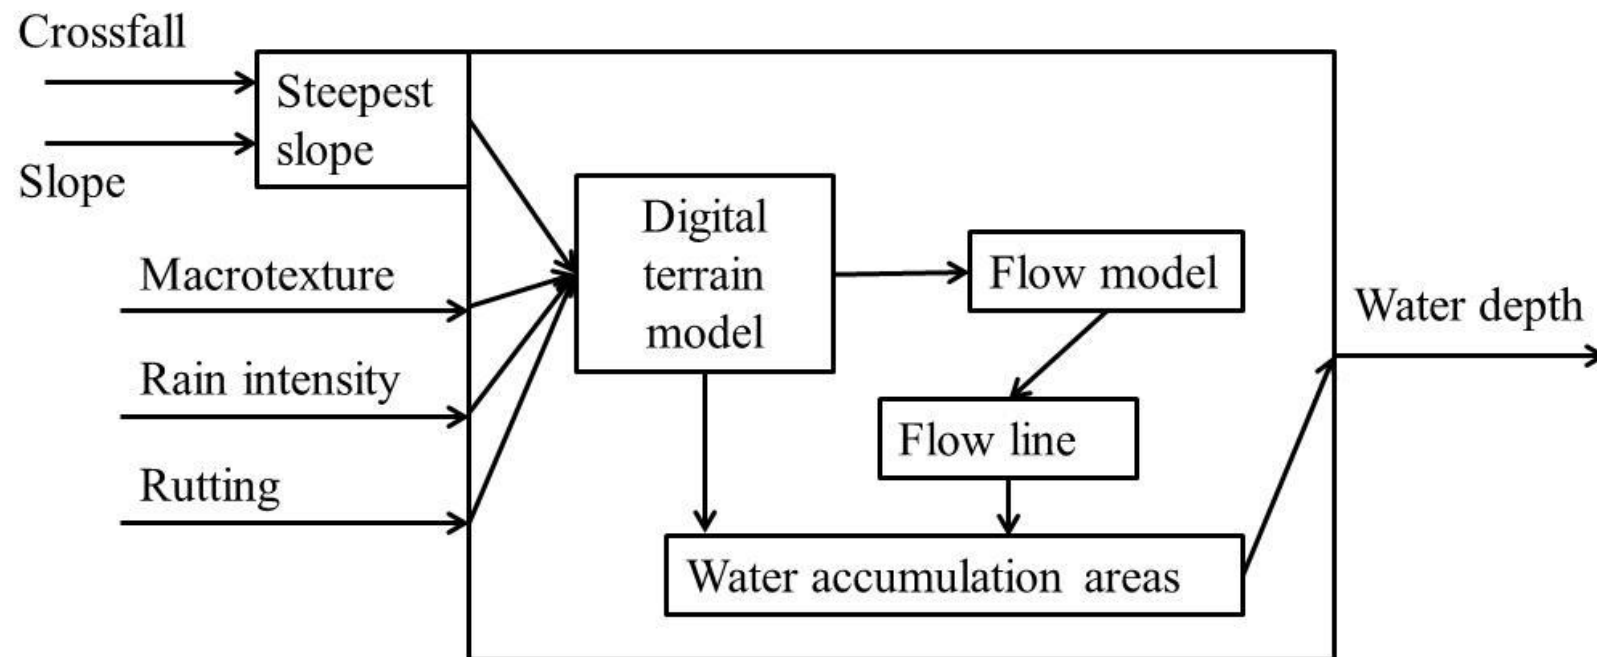 Crossfall
Steepest
slope
Slope
Digital
terrain
model
Macrotexture
Flow model
Water depth
Rain intensity
Flow line
Rutting
Water accumulation areas